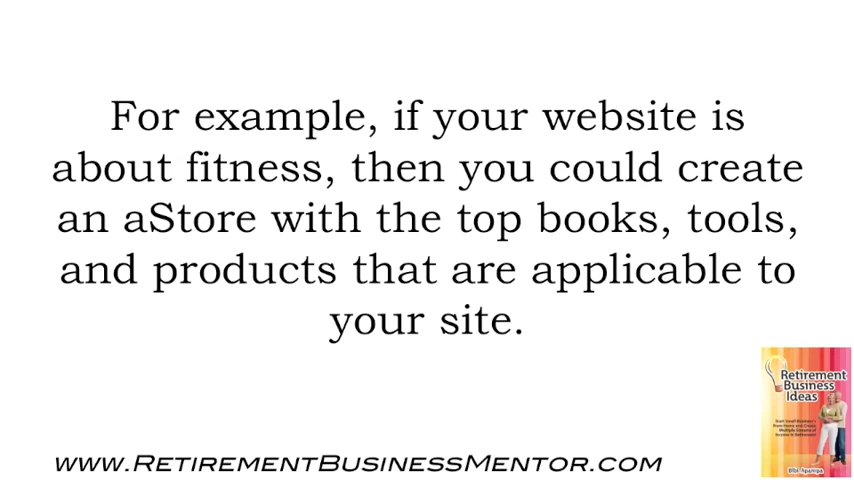 For example, if your website is
about fitness, then you could create
an aStore with the top books, tools,
and products that are applicable to
your site.
Retirement
Business
Ideas
www.RetirementBusinessMentor.com